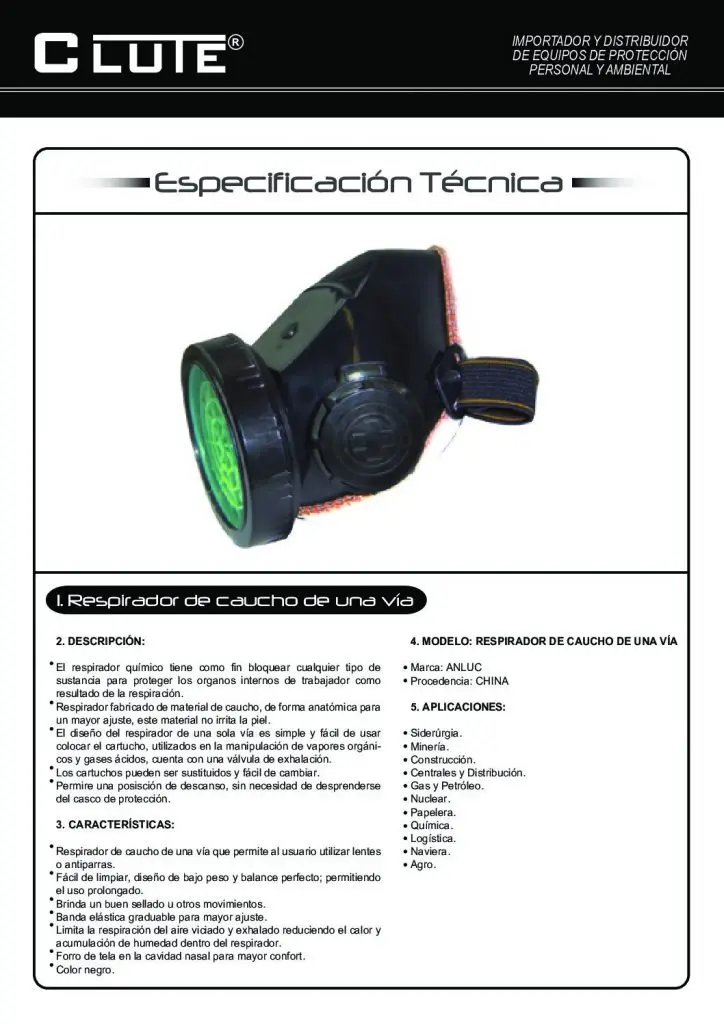 CLUTE®
IMPORTADOR Y DISTRIBUIDOR
DE EQUIPOS DE PROTECCIÓN
PERSONAL Y AMBIENTAL
Especificación Técnica
1. Respirador de caucho de una vía
2. DESCRIPCIÓN:
• El respirador químico tiene como fin bloquear cualquier tipo de
sustancia para proteger los organos internos de trabajador como
resultado de la respiración.
• Respirador fabricado de material de caucho, de forma anatómica para
un mayor ajuste, este material no irrita la piel.
• El diseño del respirador de una sola vía es simple y fácil de usar
colocar el cartucho, utilizados en la manipulación de vapores orgáni-
cos y gases ácidos, cuenta con una válvula de exhalación.
• Los cartuchos pueden ser sustituidos y fácil de cambiar.
• Permire una posisción de descanso, sin necesidad de desprenderse
del casco de protección.
3. CARACTERÍSTICAS:
• Respirador de caucho de una vía que permite al usuario utilizar lentes
o antiparras.
• Fácil de limpiar, diseño de bajo peso y balance perfecto; permitiendo
el uso prolongado.
• Brinda un buen sellado u otros movimientos.
• Banda elástica graduable para mayor ajuste.
• Limita la respiración del aire viciado y exhalado reduciendo el calor y
acumulación de humedad dentro del respirador.
• Forro de tela en la cavidad nasal para mayor confort.
• Color negro.
4. MODELO: RESPIRADOR DE CAUCHO DE UNA VÍA
• Marca: ANLUC
• Procedencia: CHINA
5. APLICACIONES:
• Siderúrgia.
• Minería.
• Construcción.
• Centrales y Distribución.
• Gas y Petróleo.
• Nuclear.
• Papelera.
• Química.
• Logística.
• Naviera.
• Agro.